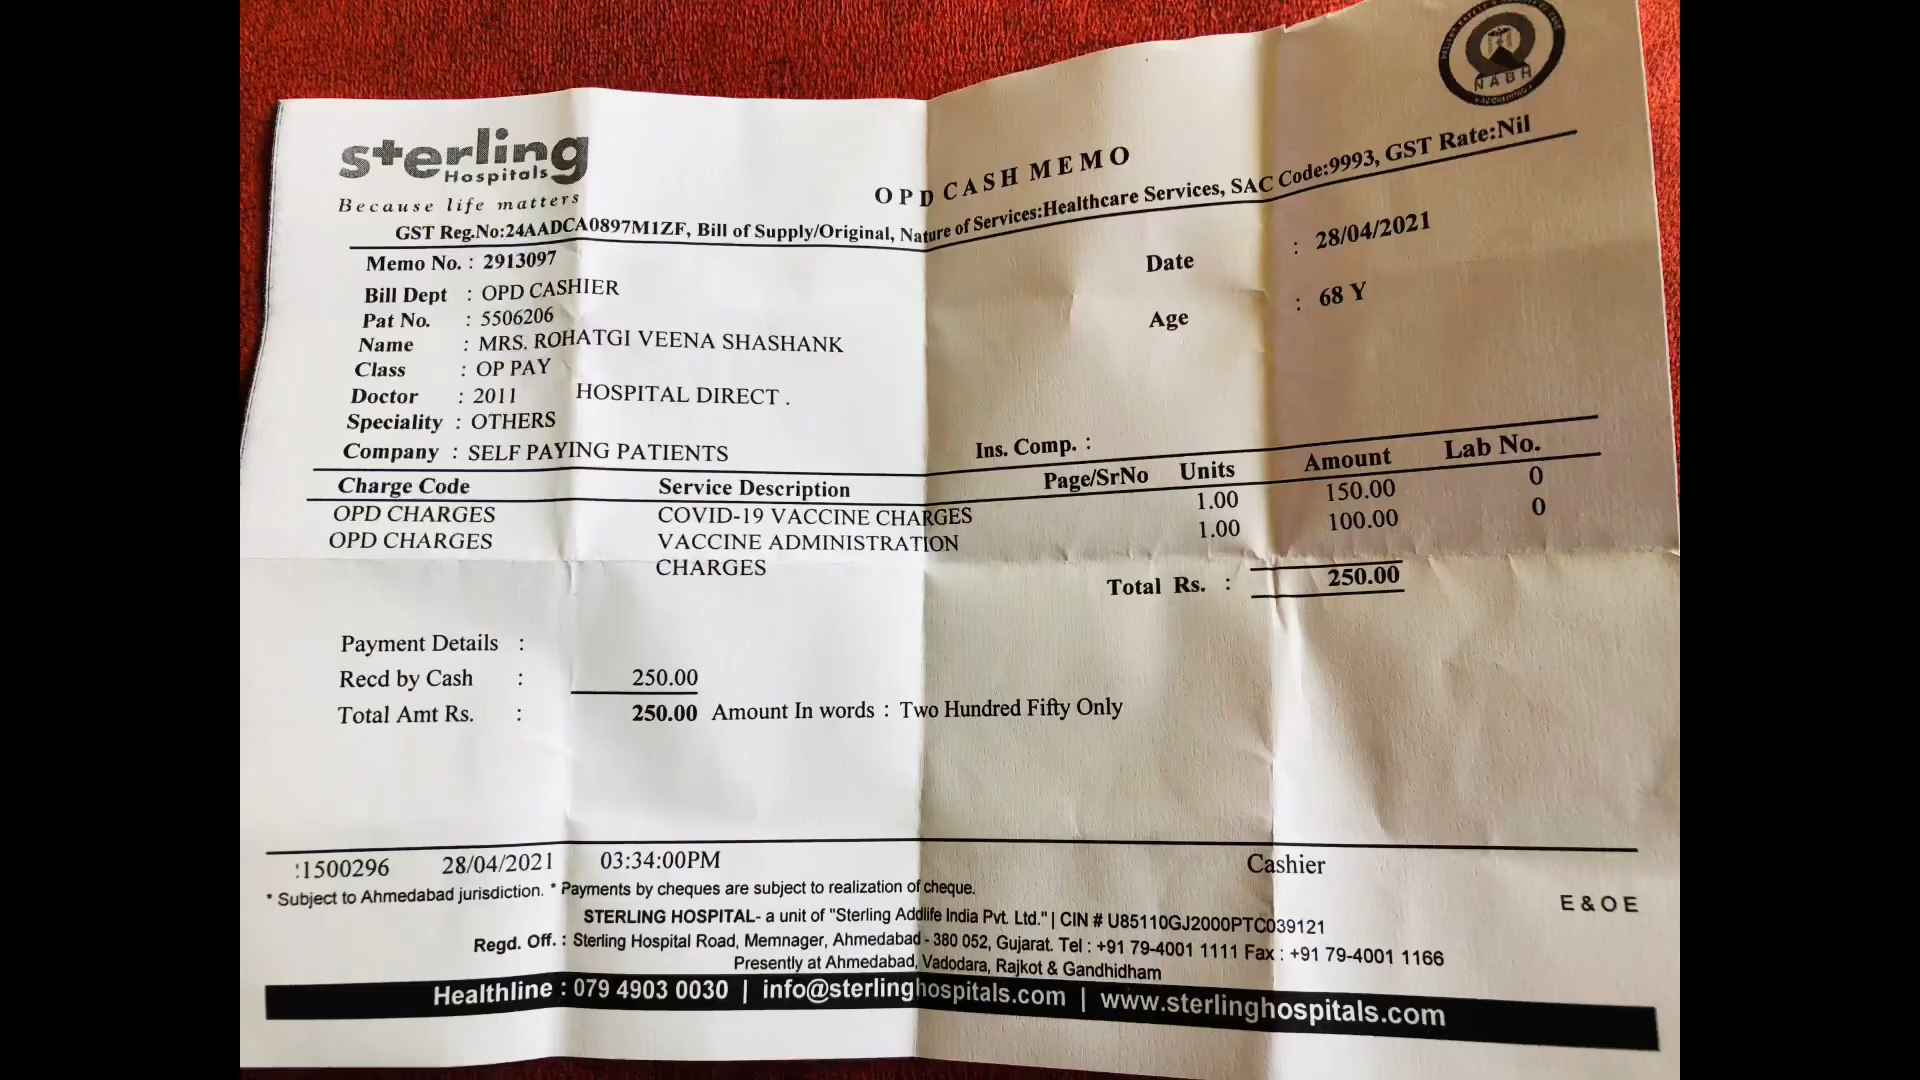 sterling
Hospitals
Because life matters
NABH
OPD CASH MEMO
GST Reg.No:24AADCA0897M1ZF, Bill of Supply/Original, Nature of Services:Healthcare Services, SAC Code:9993, GST Rate:Nil
Memo No. : 2913097
Date : 28/04/2021
Bill Dept : OPD CASHIER
Pat No. : 5506206
Age : 68 Y
Name : MRS. ROHATGI VEENA SHASHANK
Class : OP PAY
Doctor : 2011 HOSPITAL DIRECT .
Speciality : OTHERS
Company : SELF PAYING PATIENTS Ins. Comp. :
Charge Code Service Description Page/SrNo Units Amount Lab No.
OPD CHARGES COVID-19 VACCINE CHARGES 1.00 150.00 0
OPD CHARGES VACCINE ADMINISTRATION 1.00 100.00 0
CHARGES
Total Rs. : 250.00
Payment Details :
Recd by Cash : 250.00
Total Amt Rs. : 250.00 Amount In words : Two Hundred Fifty Only
:1500296 28/04/2021 03:34:00PM Cashier
* Subject to Ahmedabad jurisdiction. * Payments by cheques are subject to realization of cheque.
E & O E
STERLING HOSPITAL- a unit of "Sterling Addlife India Pvt. Ltd." | CIN # U85110GJ2000PTC039121
Regd. Off. : Sterling Hospital Road, Memnager, Ahmedabad - 380 052, Gujarat. Tel : +91 79-4001 1111 Fax : +91 79-4001 1166
Presently at Ahmedabad, Vadodara, Rajkot & Gandhidham
Healthline : 079 4903 0030 | info@sterlinghospitals.com | www.sterlinghospitals.com